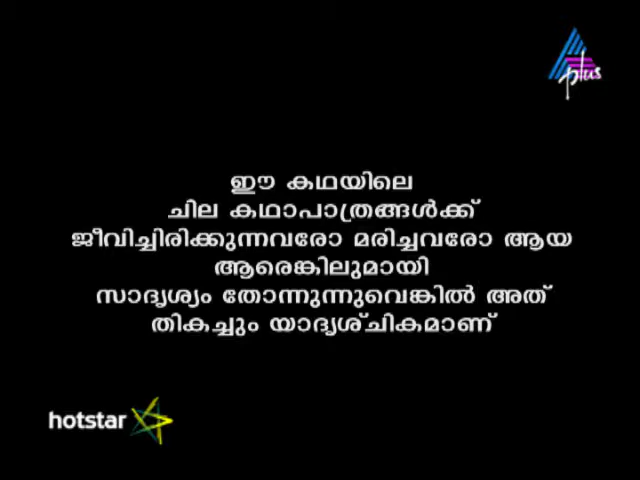 plus
ഈ കഥയിലെ
ചില കഥാപാത്രങ്ങൾക്ക്
ജീവിച്ചിരിക്കുന്നവരോ മരിച്ചവരോ ആയ
ആരെങ്കിലുമായി
സാദൃശ്യം തോന്നുന്നുവെങ്കിൽ അത്
തികച്ചും യാദൃശ്ചികമാണ്
hotstar